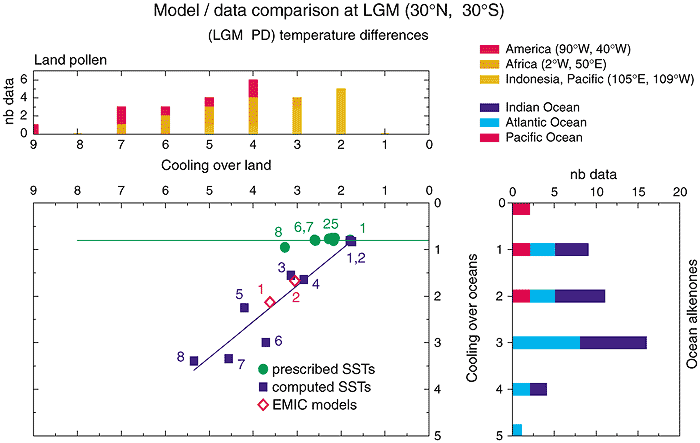 Model / data comparison at LGM (30°N, 30°S)
(LGM PD) temperature differences
Land pollen
nb data
6
4
2
0
9 8 7 6 5 4 3 2 1 0
Cooling over land
America (90°W, 40°W)
Africa (2°W, 50°E)
Indonesia, Pacific (105°E, 109°W)
Indian Ocean
Atlantic Ocean
Pacific Ocean
9 8 7 6 5 4 3 2 1 0
0
1
2
3
4
5
8 6,7 25 1
1,2
3
4
1
2
5
6
8 7
prescribed SSTs
computed SSTs
EMIC models
nb data
0 5 10 15 20
0
1
2
3
4
5
Cooling over oceans
Ocean alkenones